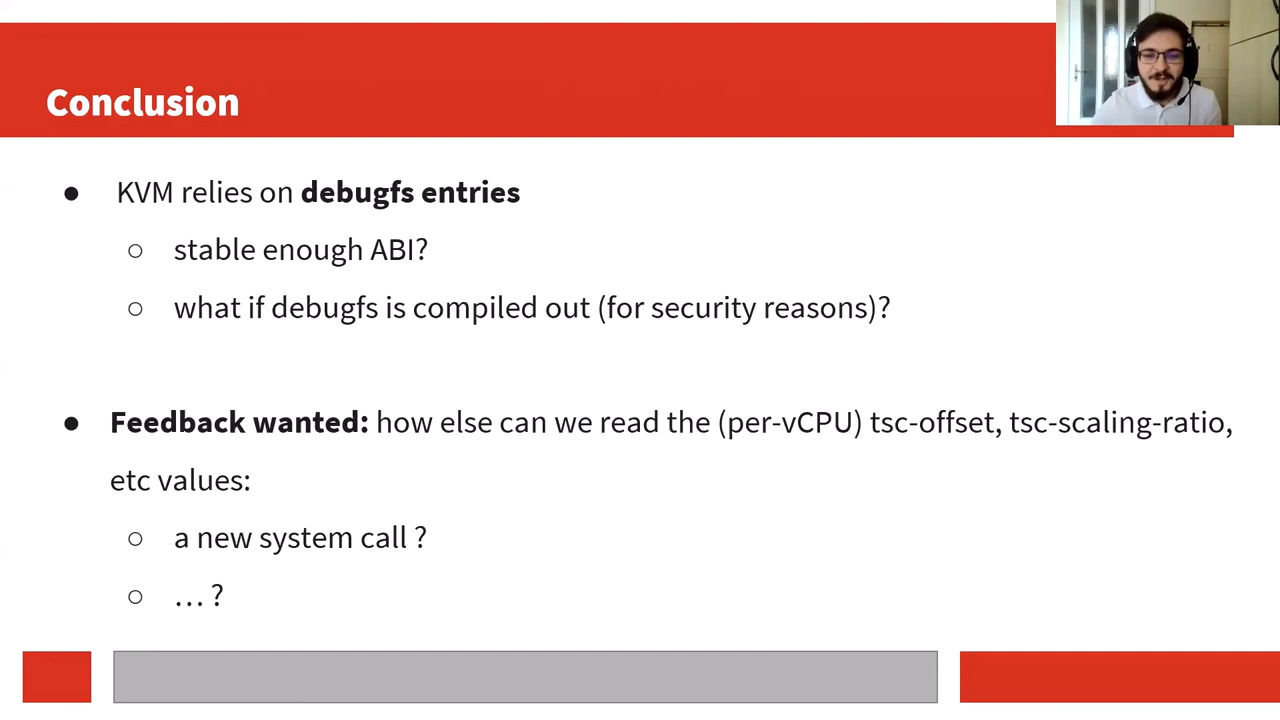 Conclusion
● KVM relies on debugfs entries
○ stable enough ABI?
○ what if debugfs is compiled out (for security reasons)?
● Feedback wanted: how else can we read the (per-vCPU) tsc-offset, tsc-scaling-ratio,
etc values:
○ a new system call ?
○ … ?